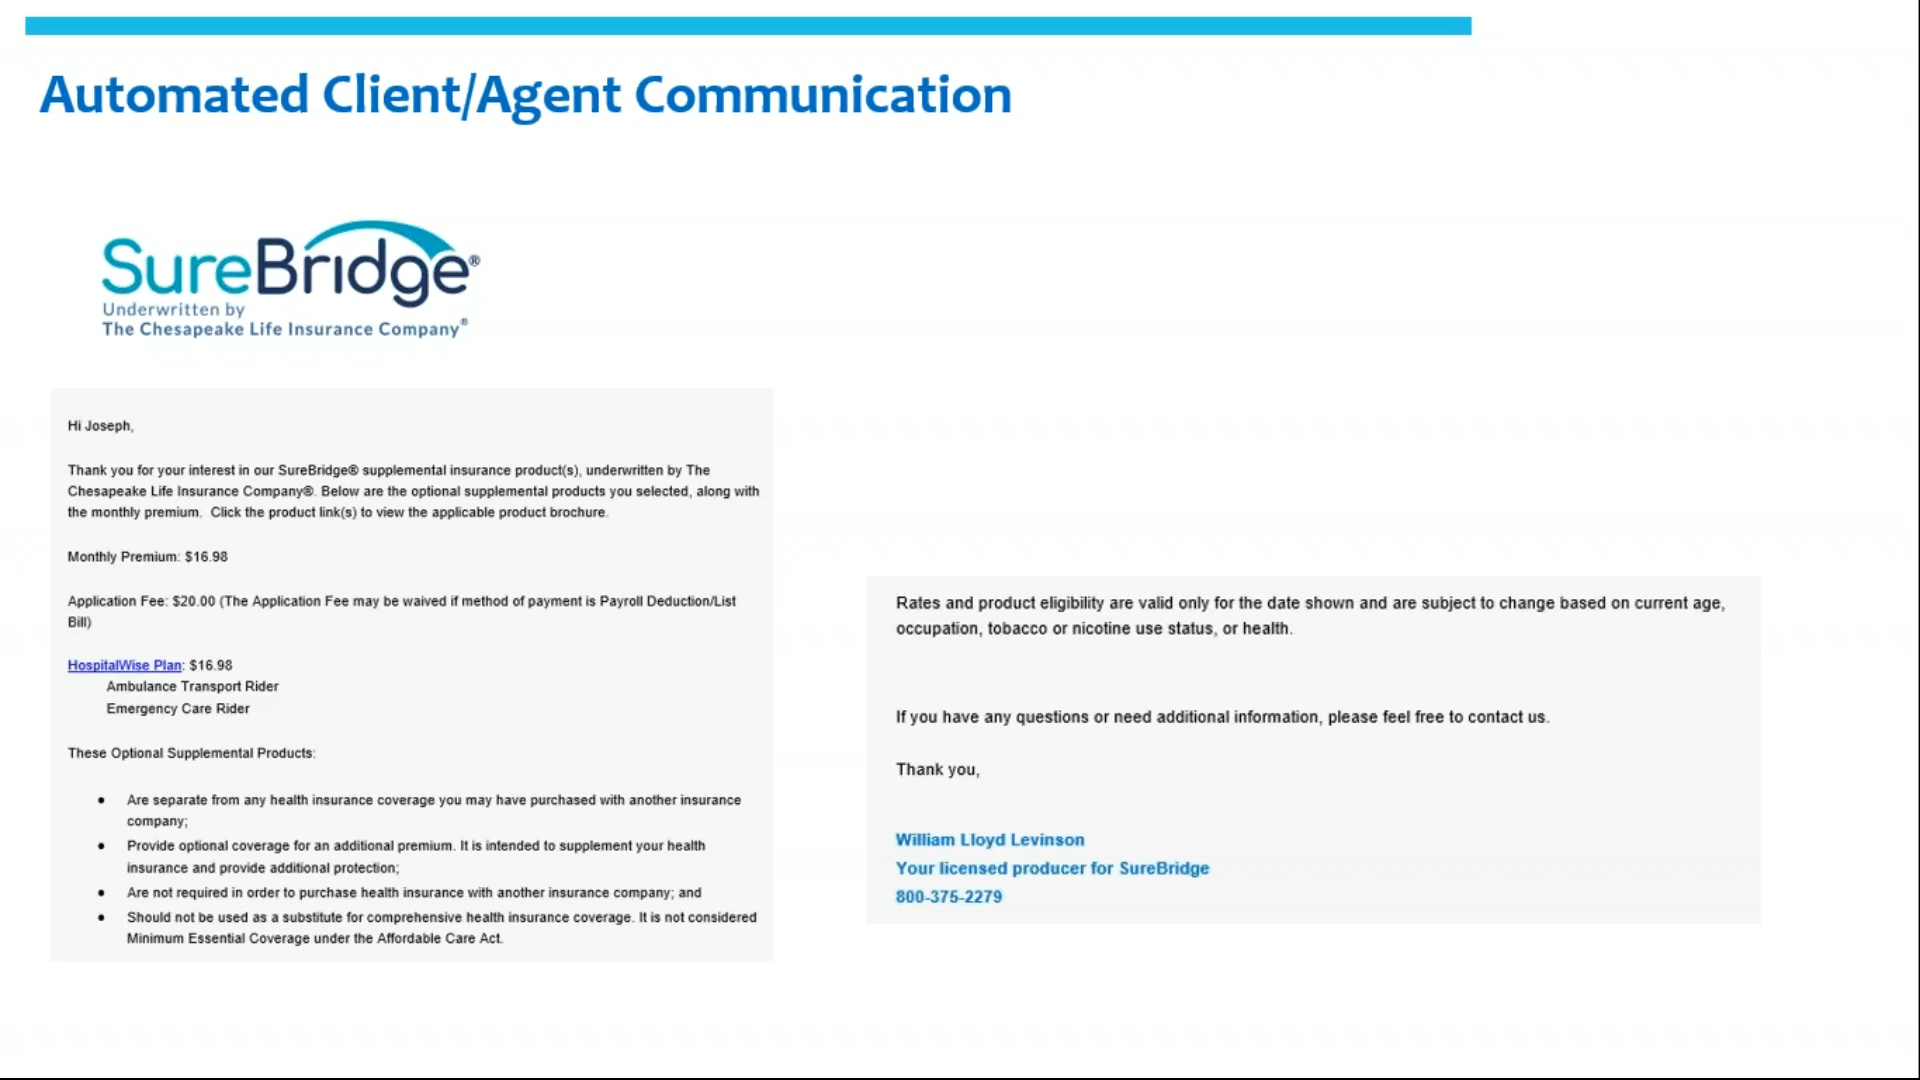 Automated Client/Agent Communication
SureBridge®
Underwritten by
The Chesapeake Life Insurance Company®
Hi Joseph,
Thank you for your interest in our SureBridge® supplemental insurance product(s), underwritten by The
Chesapeake Life Insurance Company®. Below are the optional supplemental products you selected, along with
the monthly premium.  Click the product link(s) to view the applicable product brochure.
Monthly Premium: $16.98
Application Fee: $20.00 (The Application Fee may be waived if method of payment is Payroll Deduction/List
Bill)
HospitalWise Plan: $16.98
Ambulance Transport Rider
Emergency Care Rider
These Optional Supplemental Products:
• Are separate from any health insurance coverage you may have purchased with another insurance
company;
• Provide optional coverage for an additional premium. It is intended to supplement your health
insurance and provide additional protection;
• Are not required in order to purchase health insurance with another insurance company; and
• Should not be used as a substitute for comprehensive health insurance coverage. It is not considered
Minimum Essential Coverage under the Affordable Care Act.
Rates and product eligibility are valid only for the date shown and are subject to change based on current age,
occupation, tobacco or nicotine use status, or health.
If you have any questions or need additional information, please feel free to contact us.
Thank you,
William Lloyd Levinson
Your licensed producer for SureBridge
800-375-2279